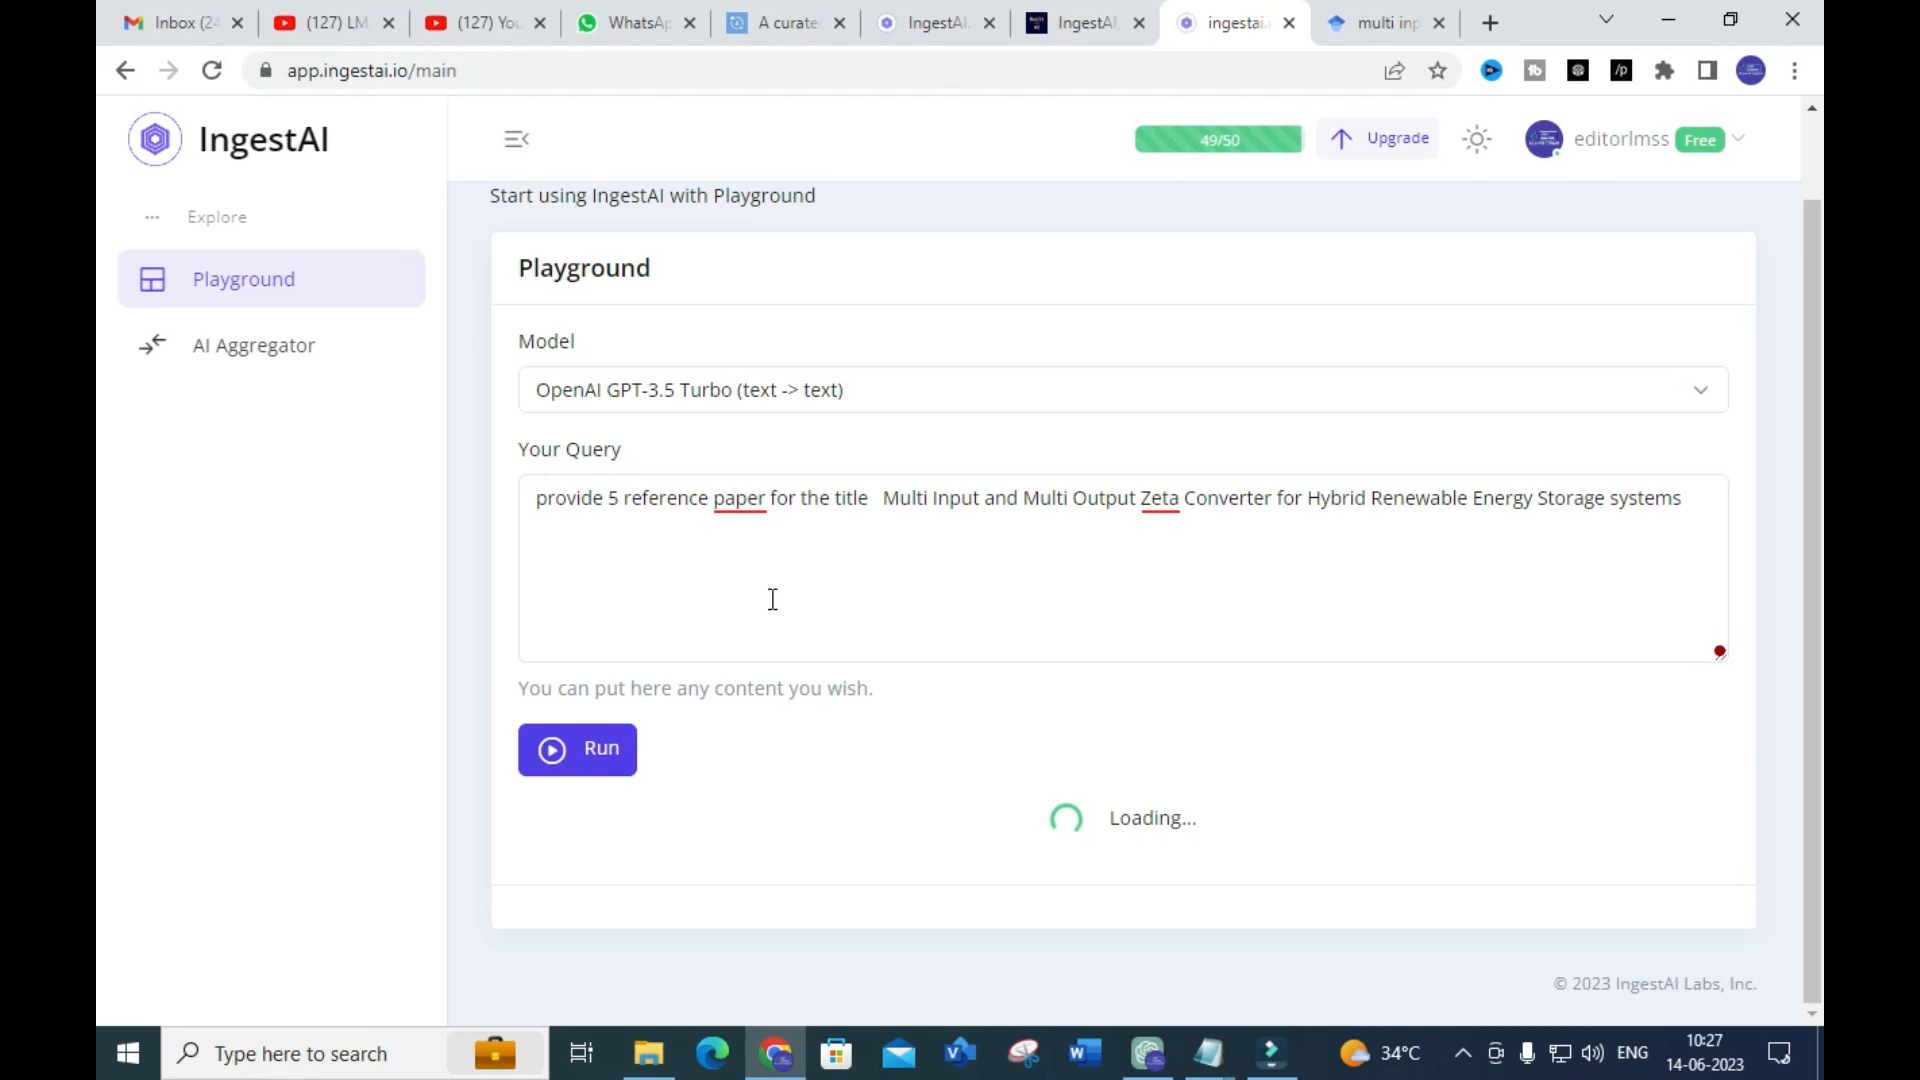 Inbox (24
(127) LM
(127) You
WhatsAp
A curate
IngestAI.
IngestAI,
ingestai.i
multi inp
app.ingestai.io/main
IngestAI
49/50
Upgrade
editorlmss
Free
Explore
Start using IngestAI with Playground
Playground
Playground
AI Aggregator
Model
OpenAI GPT-3.5 Turbo (text -> text)
Your Query
provide 5 reference paper for the title Multi Input and Multi Output Zeta Converter for Hybrid Renewable Energy Storage systems
You can put here any content you wish.
Run
Loading...
© 2023 IngestAI Labs, Inc.
Type here to search
34°C
ENG
10:27
14-06-2023